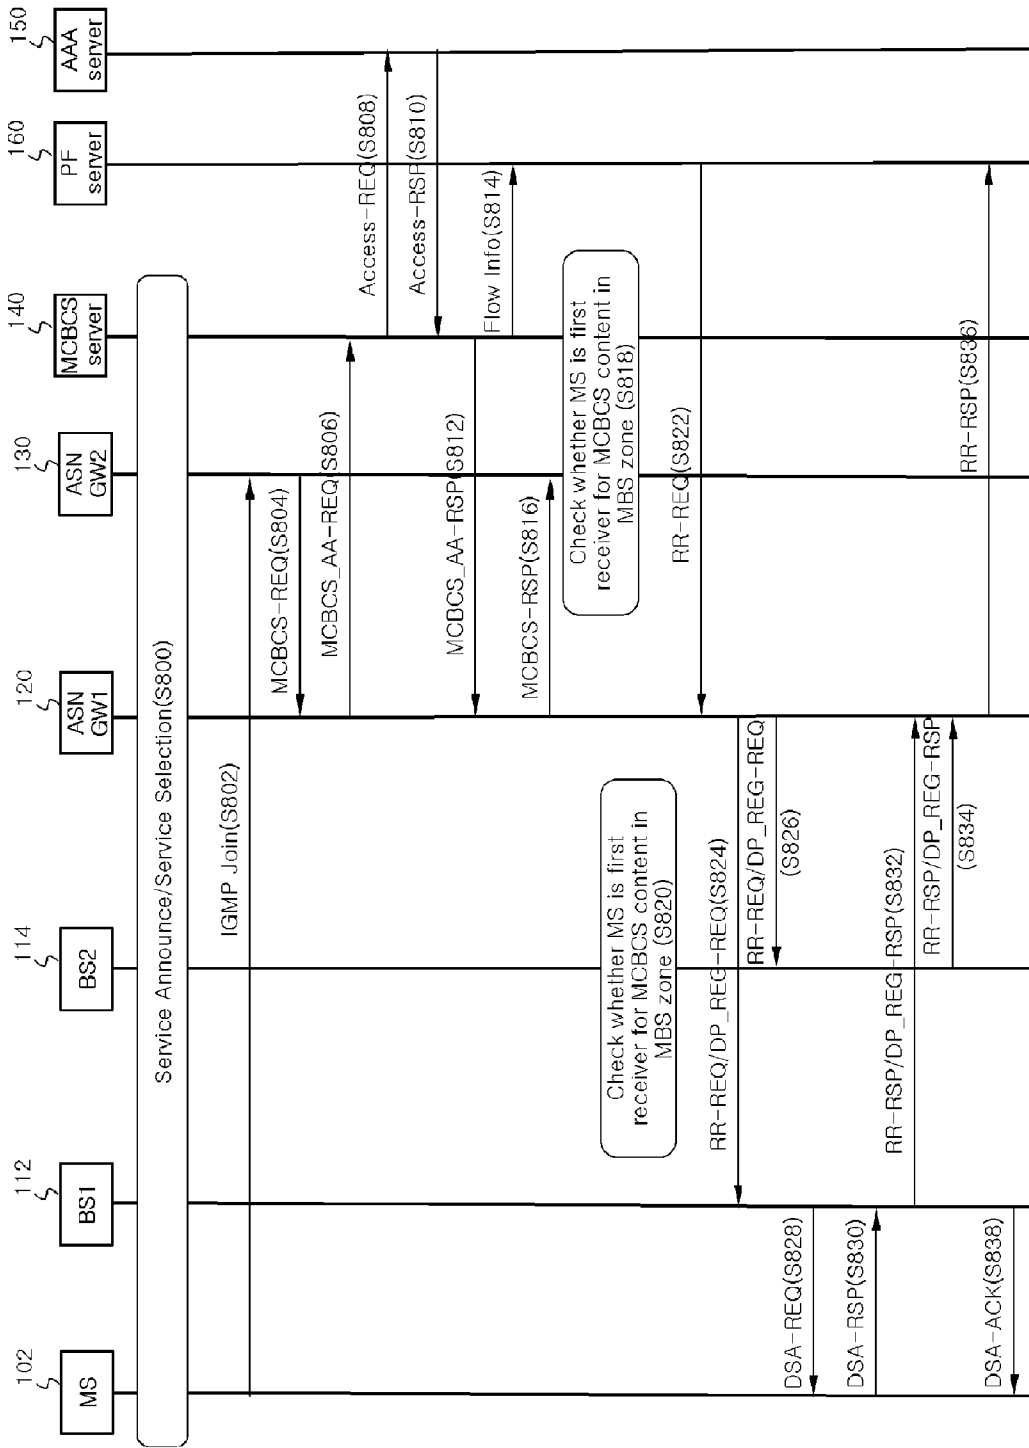 102
MS
112
BS1
114
BS2
120
ASN
GW1
130
ASN
GW2
140
MCBCS
server
160
PF
server
150
AAA
server
Service Announce/Service Selection(S800)
IGMP Join(S802)
MCBCS-REQ(S804)
MCBCS_AA-REQ(S806)
Access-REQ(S808)
Access-RSP(S810)
MCBCS_AA-RSP(S812)
Flow Info(S814)
MCBCS-RSP(S816)
Check whether MS is first
receiver for MCBCS content in
MBS zone (S818)
Check whether MS is first
receiver for MCBCS content in
MBS zone (S820)
RR-REQ(S822)
RR-REQ/DP_REG-REQ(S824)
RR-REQ/DP_REG-REQ
(S826)
DSA-REQ(S828)
DSA-RSP(S830)
RR-RSP/DP_REG-RSP(S832)
RR-RSP/DP_REG-RSP
(S834)
RR-RSP(S836)
DSA-ACK(S838)